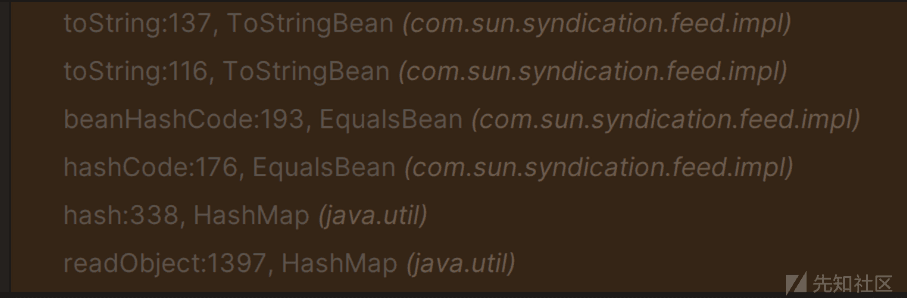 toString:137, ToStringBean (com.sun.syndication.feed.impl)
toString:116, ToStringBean (com.sun.syndication.feed.impl)
beanHashCode:193, EqualsBean (com.sun.syndication.feed.impl)
hashCode:176, EqualsBean (com.sun.syndication.feed.impl)
hash:338, HashMap (java.util)
readObject:1397, HashMap (java.util)
先知社区